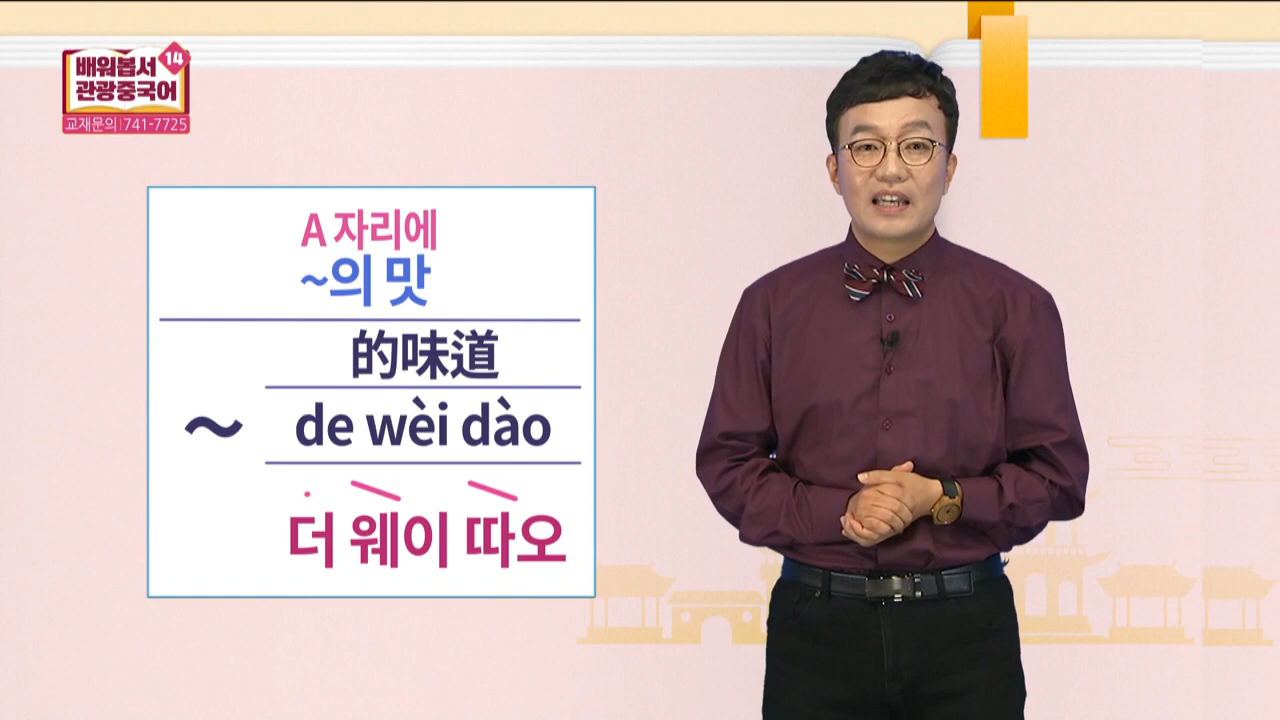 배워봅서 14
관광중국어
교재문의 | 741-7725
A 자리에
~의 맛
的味道
~ de wèi dào
더 웨이 따오